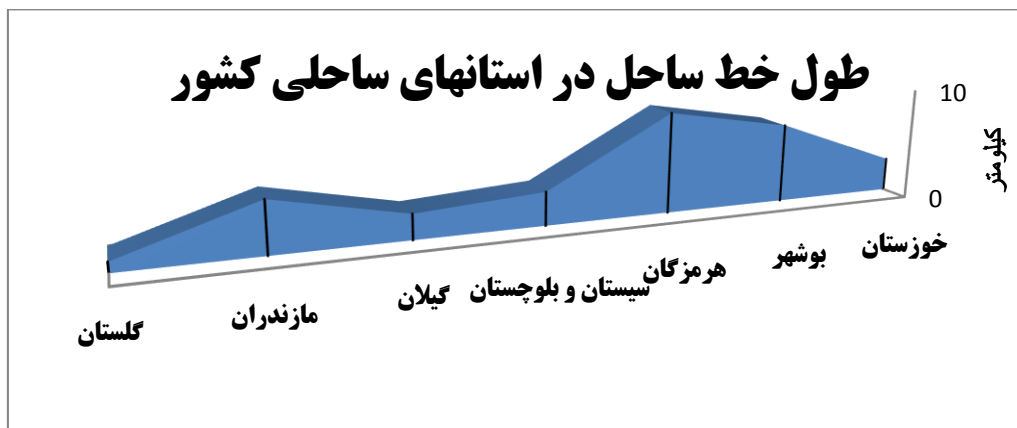 طول خط ساحل در استانهای ساحلی کشور
10
کیلومتر
0
خوزستان
بوشهر
هرمزگان
سیستان و بلوچستان
گیلان
مازندران
گلستان